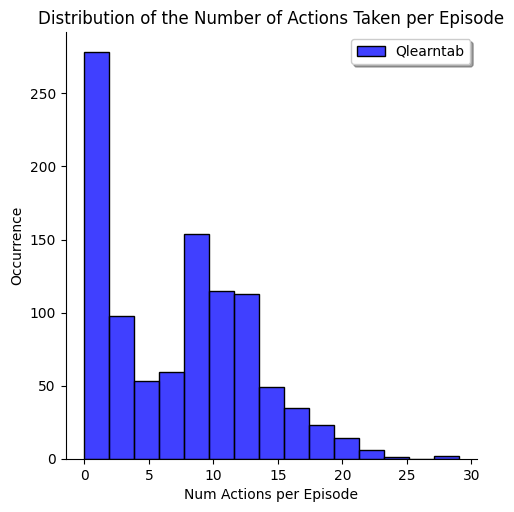 Distribution of the Number of Actions Taken per Episode
Qlearntab
Occurrence
250
200
150
100
50
0
0 5 10 15 20 25 30
Num Actions per Episode